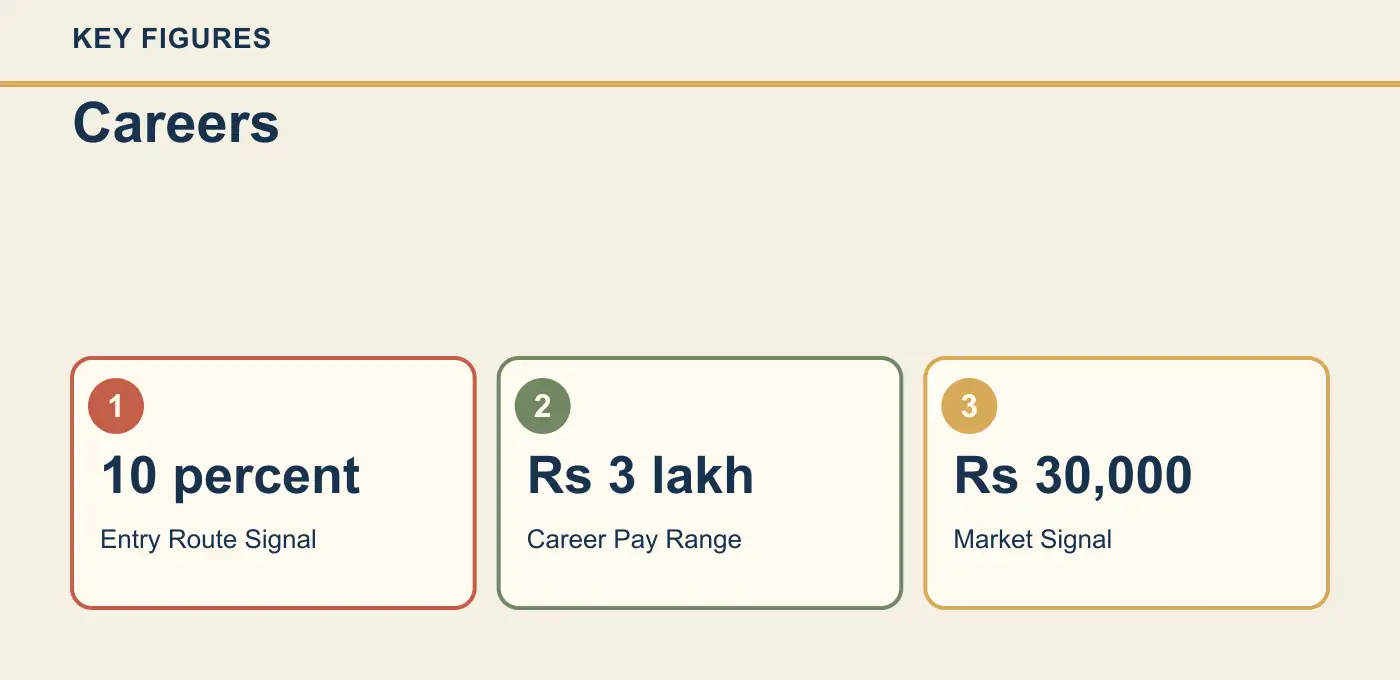 KEY FIGURES
Careers
1
10 percent
Entry Route Signal
2
Rs 3 lakh
Career Pay Range
3
Rs 30,000
Market Signal